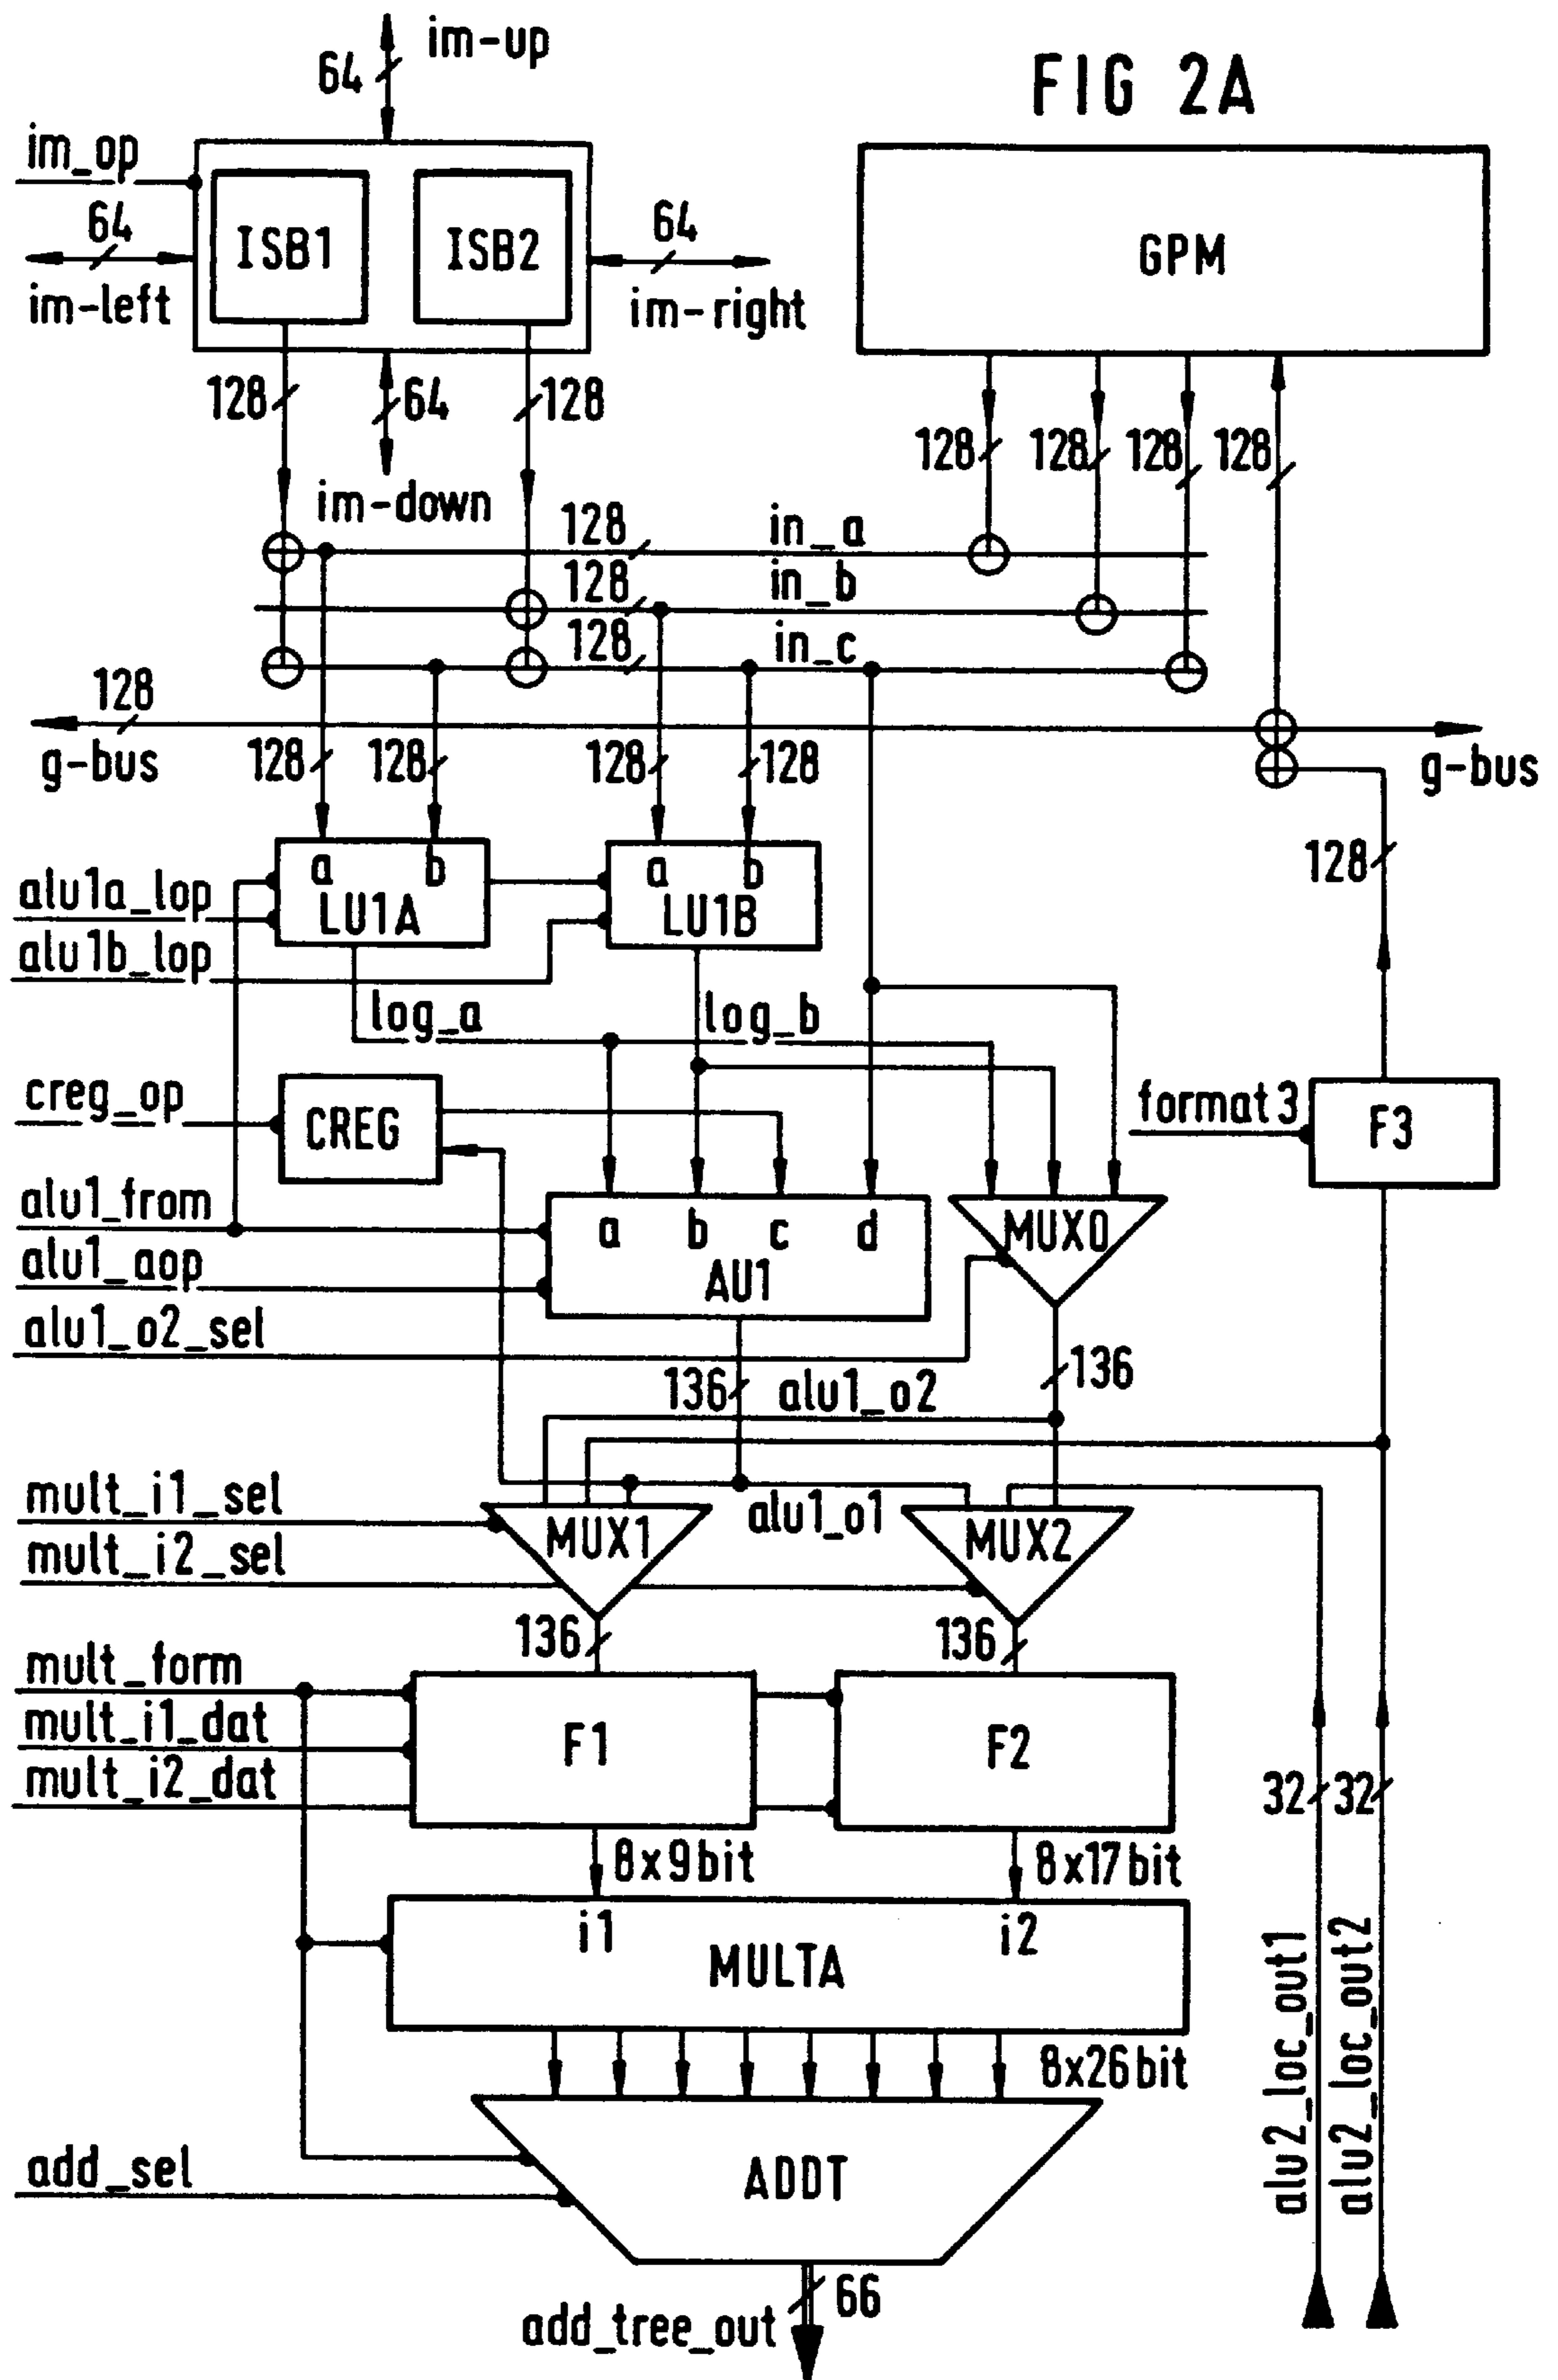 im-up
64
FIG 2A
im_op
64
ISB1
ISB2
64
GPM
im-left
im-right
128
64
128
128
128
128
128
im-down
128
in_a
128
in_b
128
in_c
128
g-bus
128
128
128
128
g-bus
128
a
b
LU1A
a
b
LU1B
alu1a_lop
alu1b_lop
log_a
log_b
creg_op
CREG
format3
F3
alu1_from
a
b
c
d
MUX0
alu1_aop
AU1
alu1_o2_sel
136
alu1_o2
136
mult_i1_sel
MUX1
alu1_o1
MUX2
mult_i2_sel
136
136
mult_form
mult_i1_dat
F1
F2
mult_i2_dat
32
32
8x9bit
8x17bit
i1
i2
MULTA
alu2_loc_out1
alu2_loc_out2
8x26bit
add_sel
ADDT
66
add_tree_out